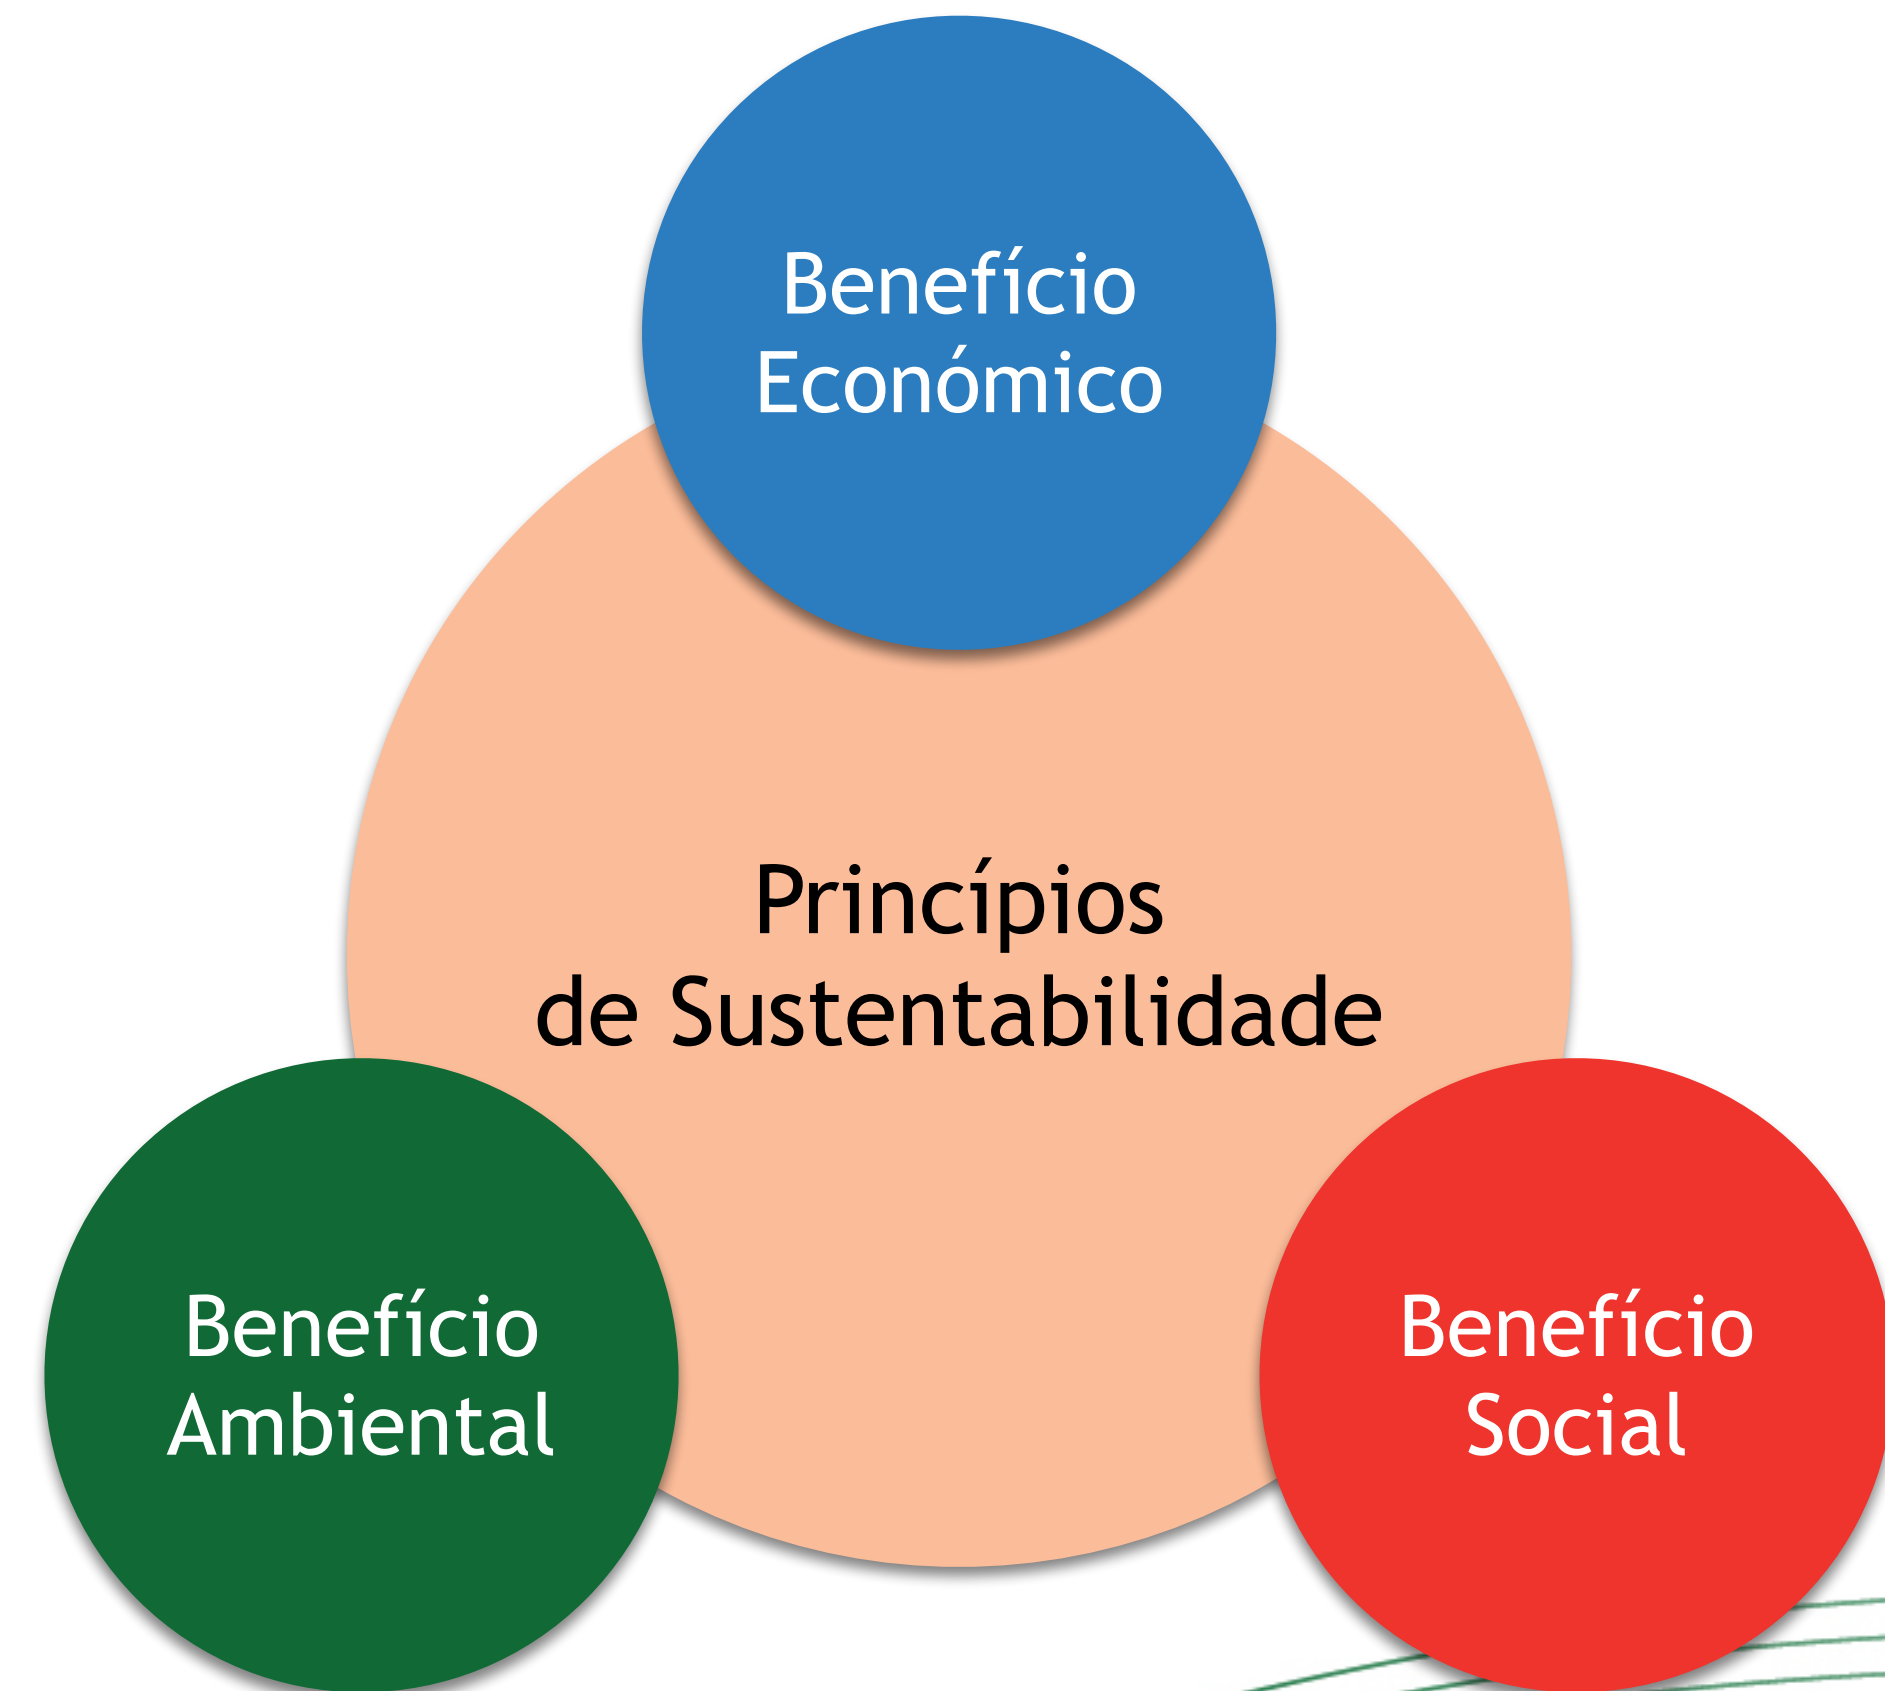 Benefício
Económico
Princípios
de Sustentabilidade
Benefício
Ambiental
Benefício
Social